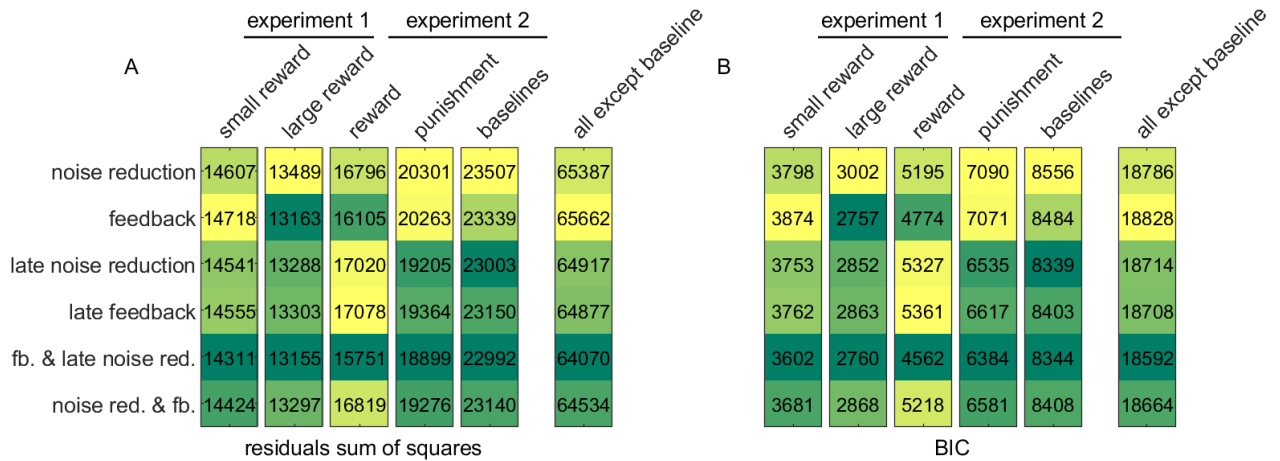 experiment 1 experiment 2
A
small reward large reward reward punishment baselines all except baseline
noise reduction 14607 13489 16796 20301 23507 65387
feedback 14718 13163 16105 20263 23339 65662
late noise reduction 14541 13288 17020 19205 23003 64917
late feedback 14555 13303 17078 19364 23150 64877
fb. & late noise red. 14311 13155 15751 18899 22992 64070
noise red. & fb. 14424 13297 16819 19276 23140 64534
residuals sum of squares
experiment 1 experiment 2
B
small reward large reward reward punishment baselines all except baseline
3798 3002 5195 7090 8556 18786
3874 2757 4774 7071 8484 18828
3753 2852 5327 6535 8339 18714
3762 2863 5361 6617 8403 18708
3602 2760 4562 6384 8344 18592
3681 2868 5218 6581 8408 18664
BIC